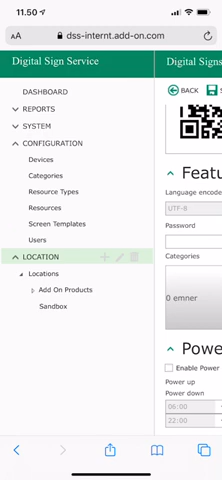 11.50
AA
dss-internt.add-on.com
Digital Sign Service
Digital Signs
DASHBOARD
REPORTS
SYSTEM
CONFIGURATION
Devices
Categories
Resource Types
Resources
Screen Templates
Users
LOCATION
Locations
Add On Products
Sandbox
BACK
S
Featu
Language encode
UTF-8
Password
Categories
0 emner
Powe
Enable Power
Power up
Power down
06:00
22:00